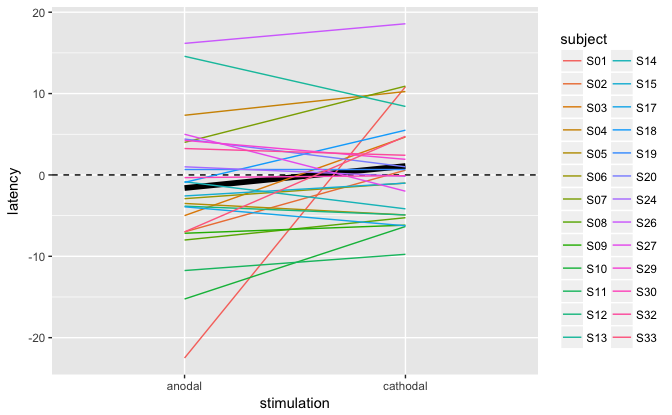 subject
S01 S14
S02 S15
S03 S17
S04 S18
S05 S19
S06 S20
S07 S24
S08 S26
S09 S27
S10 S29
S11 S30
S12 S32
S13 S33
20
10
0
-10
-20
latency
anodal cathodal
stimulation